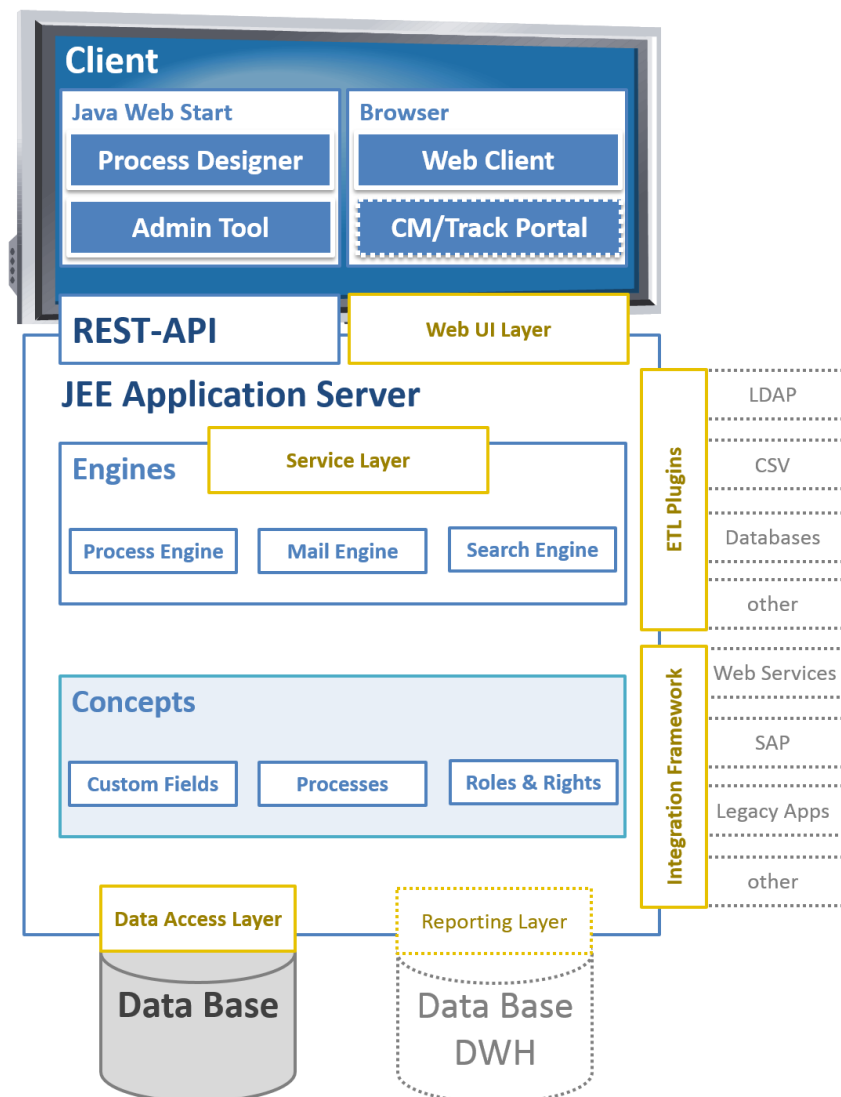 Client
Java Web Start
Browser
Process Designer
Web Client
Admin Tool
CM/Track Portal
REST-API
Web UI Layer
JEE Application Server
Engines
Service Layer
Process Engine
Mail Engine
Search Engine
Concepts
Custom Fields
Processes
Roles & Rights
ETL Plugins
LDAP
CSV
Databases
other
Integration Framework
Web Services
SAP
Legacy Apps
other
Data Access Layer
Reporting Layer
Data Base
Data Base
DWH